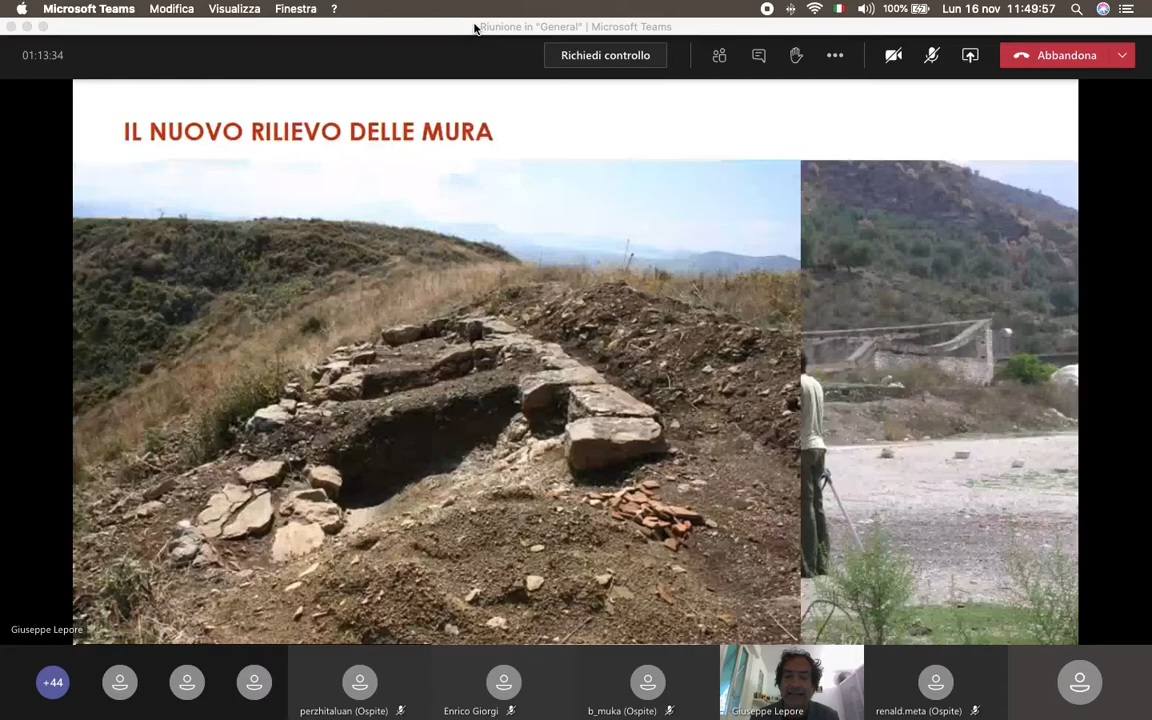 Microsoft Teams Modifica Visualizza Finestra ? 100% Lun 16 nov 11:49:57
Riunione in "General" | Microsoft Teams
01:13:34 Richiedi controllo Abbandona
IL NUOVO RILIEVO DELLE MURA
Giuseppe Lepore
+44
perzhitaluan (Ospite) Enrico Giorgi b_muka (Ospite) Giuseppe Lepore renald.meta (Ospite)